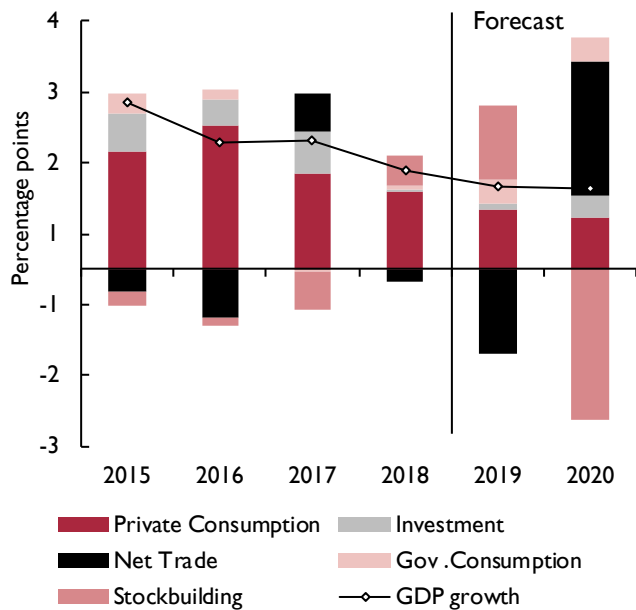 Forecast
Percentage points
4
3
2
1
-1
-2
-3
2015 2016 2017 2018 2019 2020
Private Consumption Investment
Net Trade Gov .Consumption
Stockbuilding GDP growth